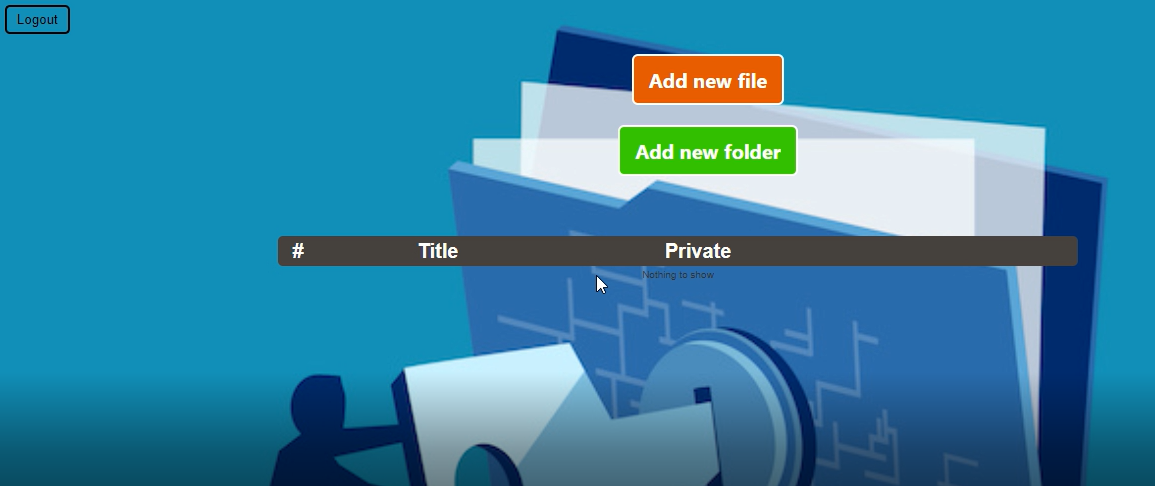 Logout
Add new file
Add new folder
# Title Private
Nothing to show